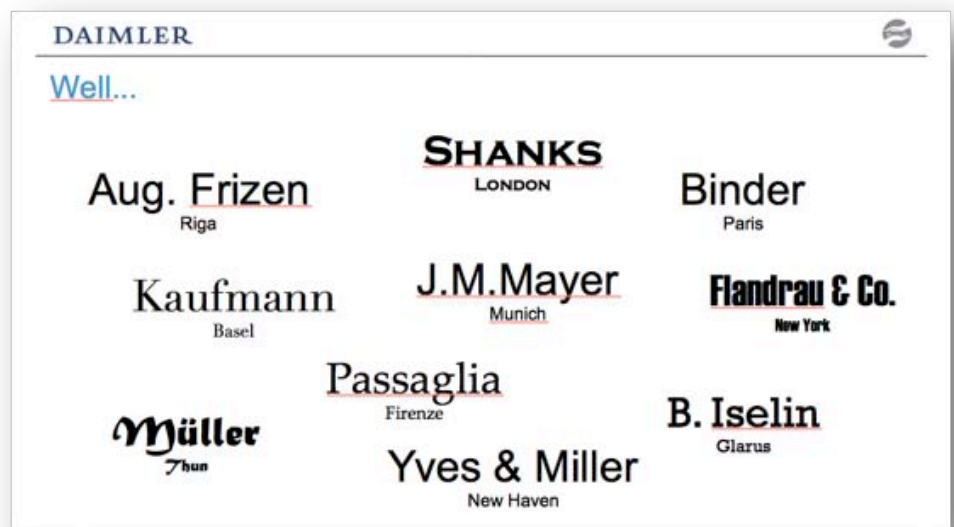 DAIMLER
Well...
SHANKS
LONDON
Aug. Frizen
Riga
Binder
Paris
Kaufmann
Basel
J.M.Mayer
Munich
Flandrau & Co.
New York
Passaglia
Firenze
Müller
Thun
B. Iselin
Glarus
Yves & Miller
New Haven